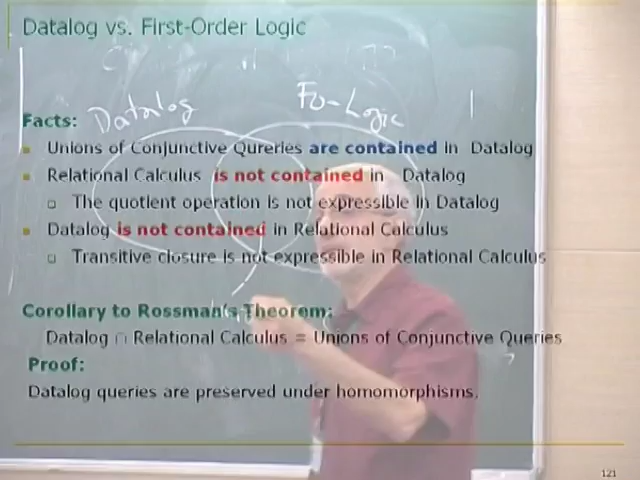 Datalog vs. First-Order Logic
Datalog
Fo-Logic
Facts:
Unions of Conjunctive Qureries are contained in Datalog
Relational Calculus is not contained in Datalog
The quotient operation is not expressible in Datalog
Datalog is not contained in Relational Calculus
Transitive closure is not expressible in Relational Calculus
Corollary to Rossman's Theorem:
Datalog ∩ Relational Calculus = Unions of Conjunctive Queries
Proof:
Datalog queries are preserved under homomorphisms.
121